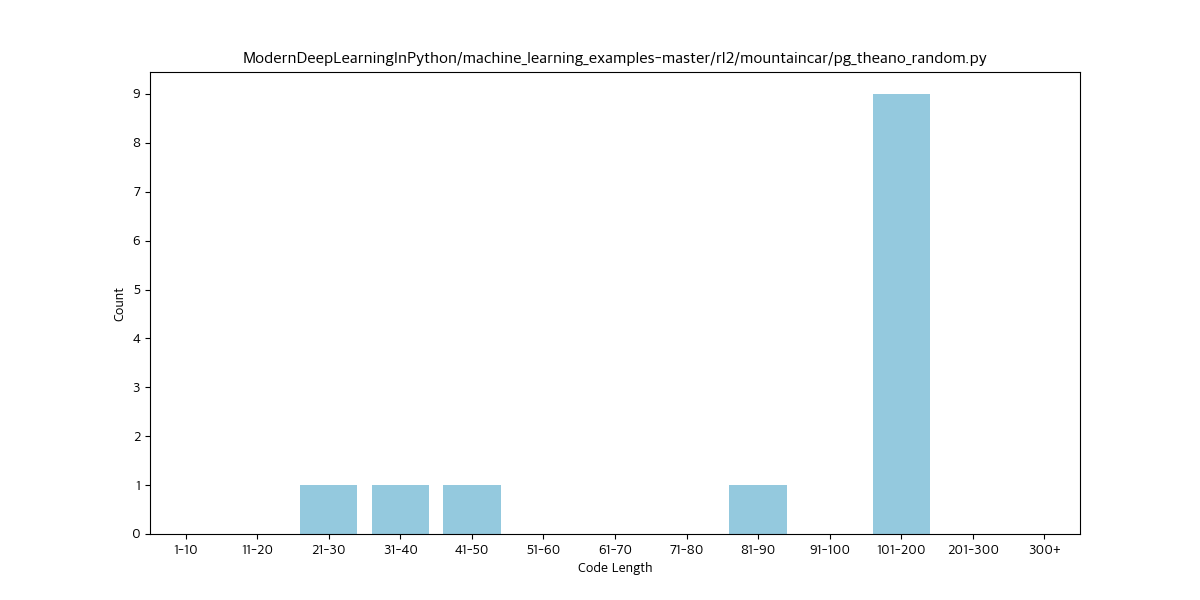 ModernDeepLearningInPython/machine_learning_examples-master/rl2/mountaincar/pg_theano_random.py
Count
9
8
7
6
5
4
3
2
1
0
1-10 11-20 21-30 31-40 41-50 51-60 61-70 71-80 81-90 91-100 101-200 201-300 300+
Code Length